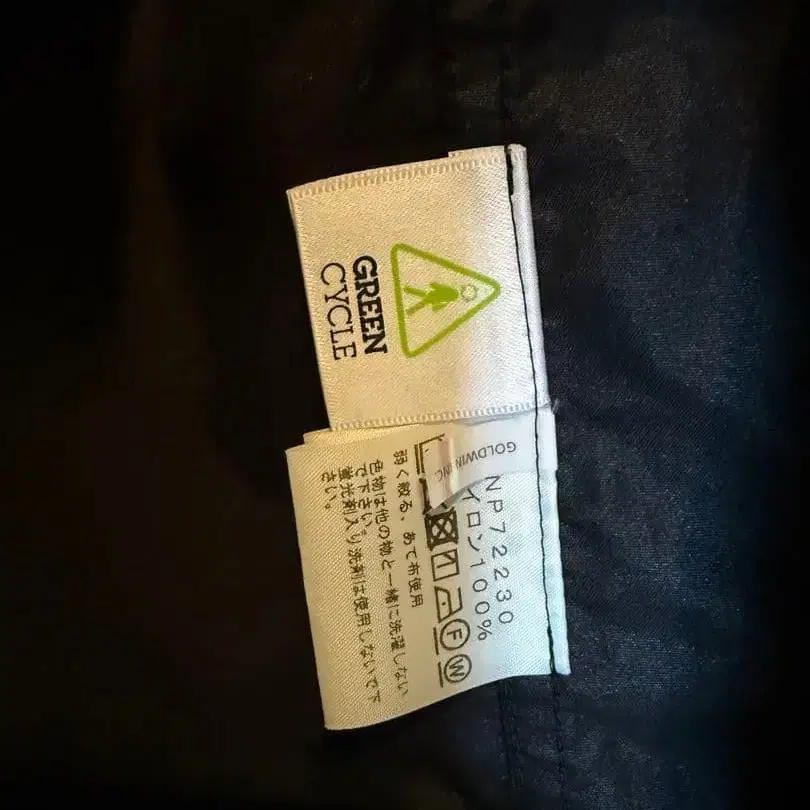 GREEN
CYCLE
GOLDWIN INC.
NP72230
イロン100%
F W
弱く絞る、あて布使用
色物は他の物と一緒に洗濯しない
で下さい。
蛍光剤入り洗剤は使用しないで下
さい。